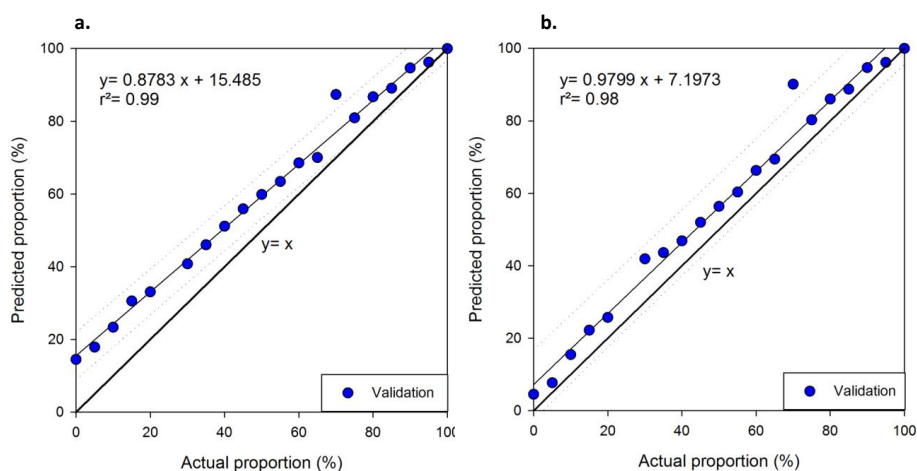 a.
100
80
60
40
20
0
Predicted proportion (%)
y= 0.8783 x + 15.485
r²= 0.99
y= x
Validation
0 20 40 60 80 100
Actual proportion (%)
b.
100
80
60
40
20
0
Predicted proportion (%)
y= 0.9799 x + 7.1973
r²= 0.98
y= x
Validation
0 20 40 60 80 100
Actual proportion (%)